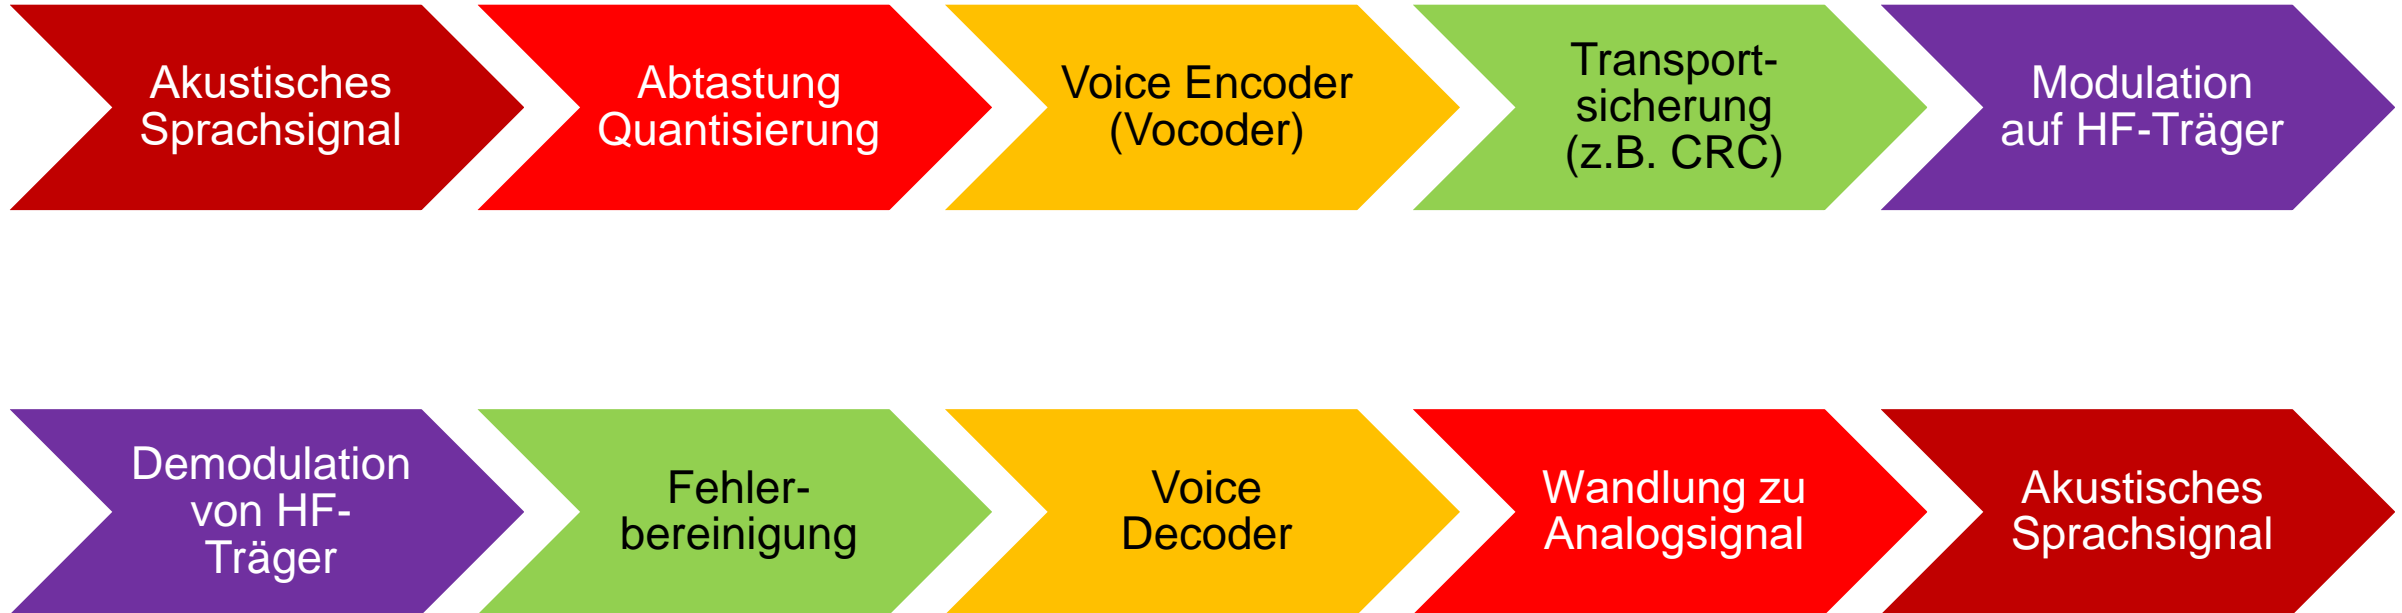 Akustisches
Sprachsignal
Abtastung
Quantisierung
Voice Encoder
(Vocoder)
Transport-
sicherung
(z.B. CRC)
Modulation
auf HF-Träger
Demodulation
von HF-
Träger
Fehler-
bereinigung
Voice
Decoder
Wandlung zu
Analogsignal
Akustisches
Sprachsignal